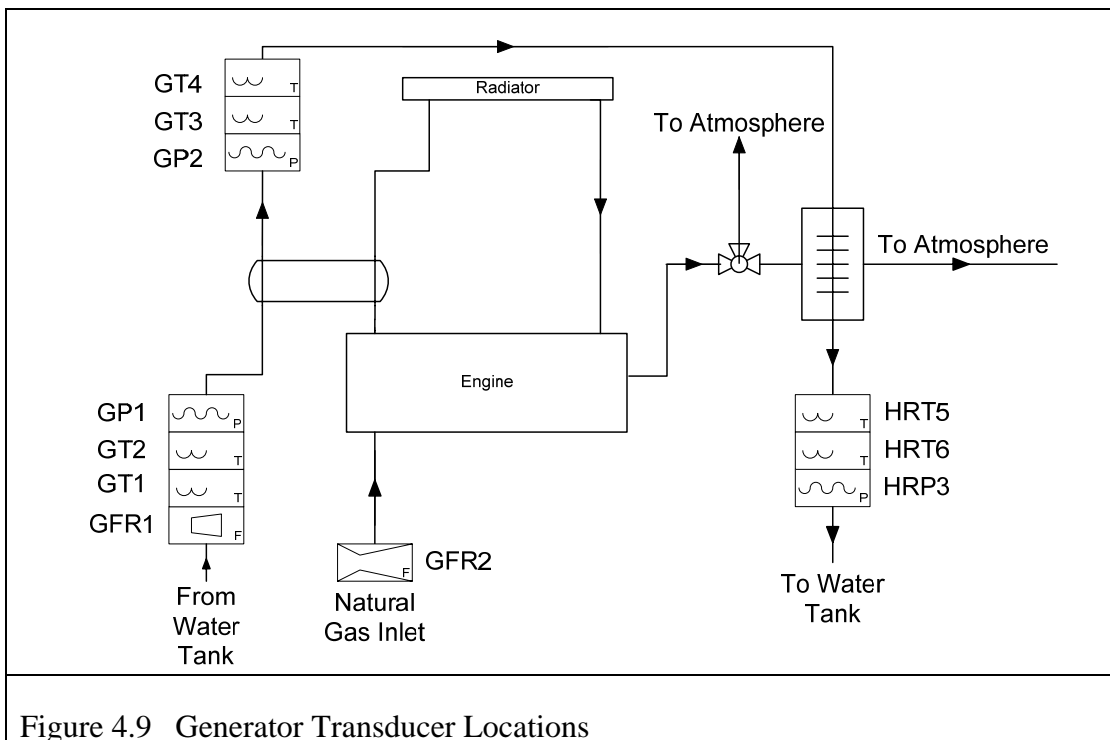 GT4
T
GT3
T
GP2
P
Radiator
To Atmosphere
To Atmosphere
Engine
GP1
P
GT2
T
GT1
T
GFR1
F
From
Water
Tank
F
GFR2
Natural
Gas Inlet
T
HRT5
T
HRT6
P
HRP3
To Water
Tank
Figure 4.9 Generator Transducer Locations